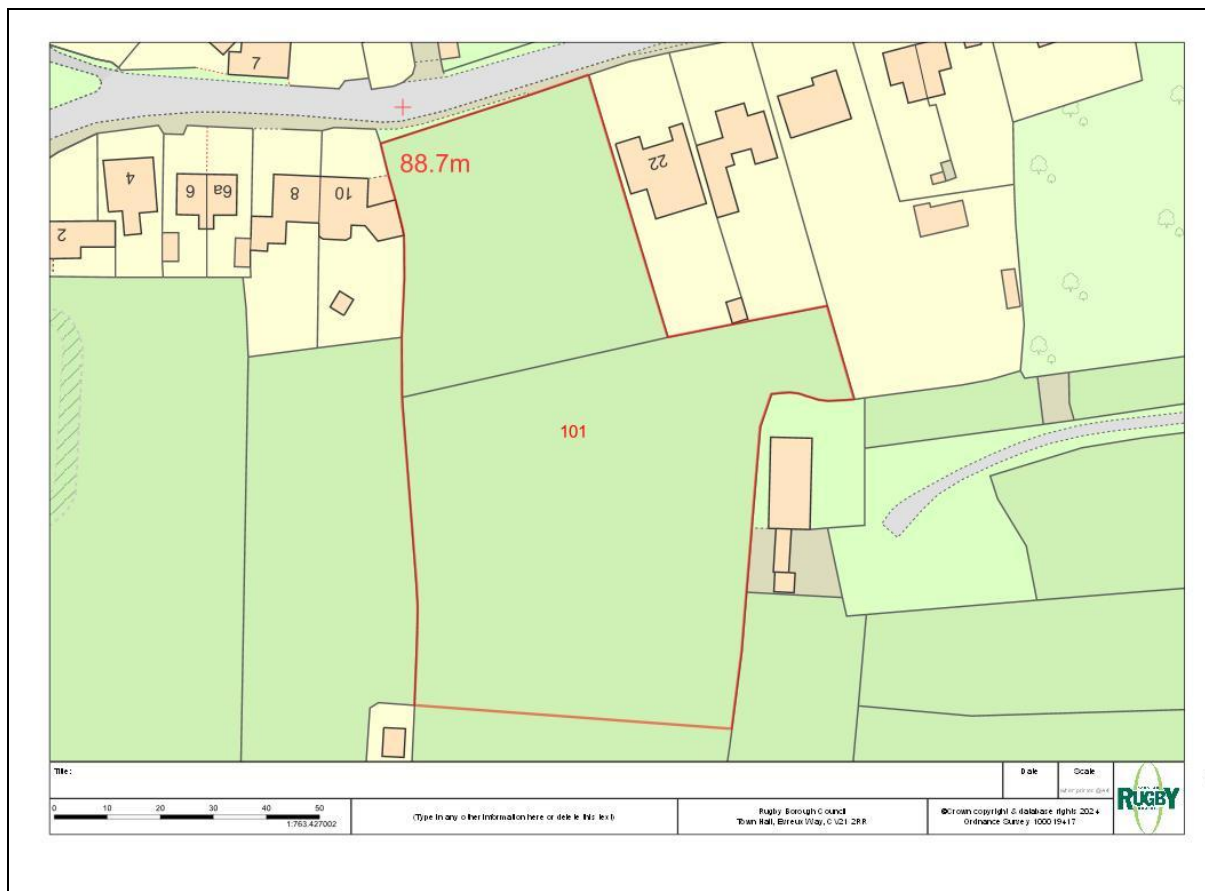 7
88.7m
22
4
6
6a
8
10
2
101
Title:
Date
Scale
0 10 20 30 40 50
1:763.427002
(Type in any other information here or delete this text)
Rugby Borough Council
Town Hall, Evreux Way, CV21 2RR
©Crown copyright & database rights 2024
Ordnance Survey 100019417
RUGBY